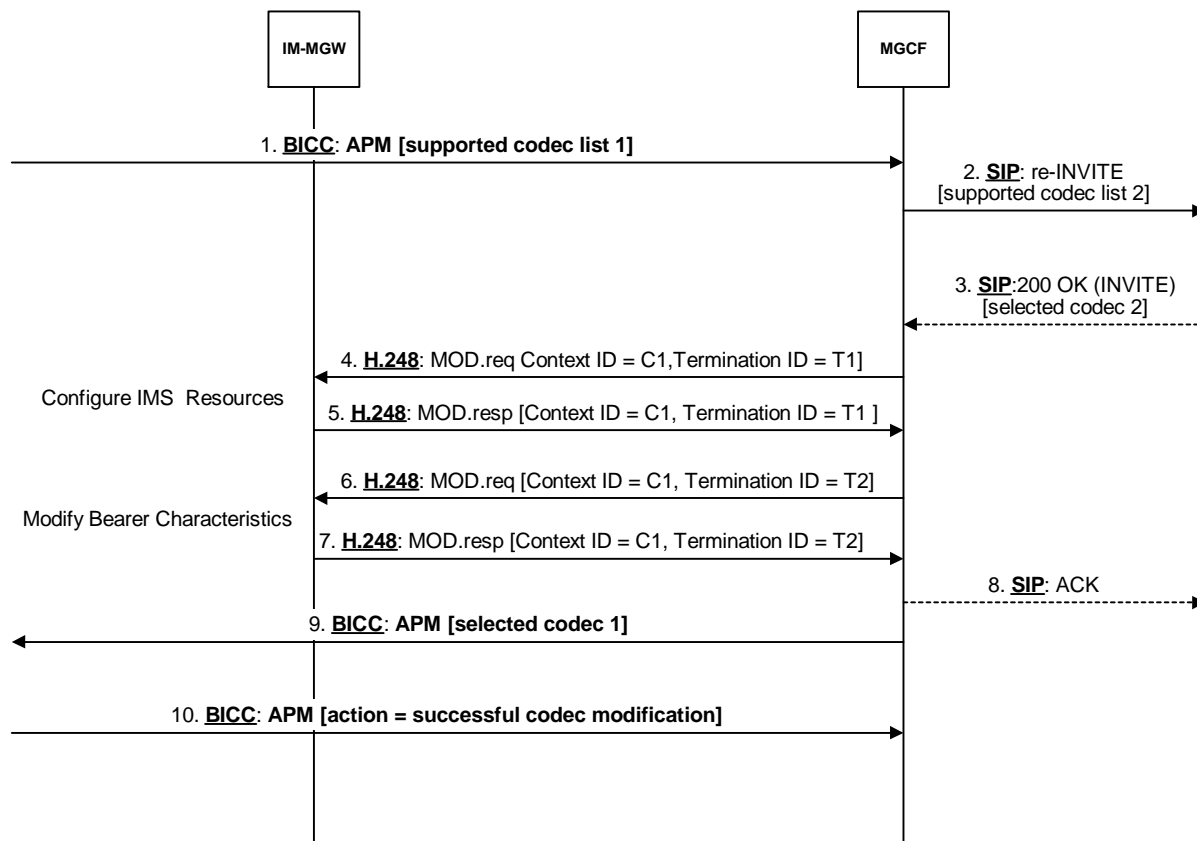 IM-MGW
MGCF
1. BICC: APM [supported codec list 1]
2. SIP: re-INVITE
[supported codec list 2]
3. SIP:200 OK (INVITE)
[selected codec 2]
4. H.248: MOD.req Context ID = C1,Termination ID = T1]
Configure IMS  Resources
5. H.248: MOD.resp [Context ID = C1, Termination ID = T1 ]
6. H.248: MOD.req [Context ID = C1, Termination ID = T2]
Modify Bearer Characteristics
7. H.248: MOD.resp [Context ID = C1, Termination ID = T2]
8. SIP: ACK
9. BICC: APM [selected codec 1]
10. BICC: APM [action = successful codec modification]